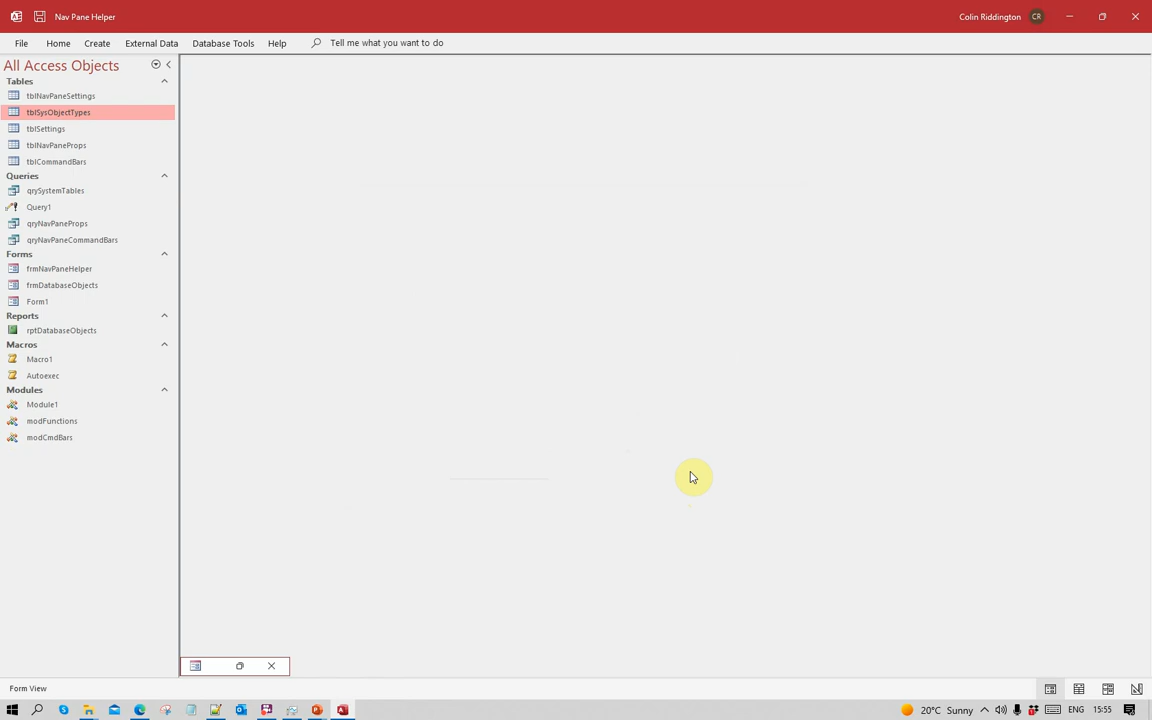 Nav Pane Helper
Colin Riddington CR
File Home Create External Data Database Tools Help Tell me what you want to do
All Access Objects
Tables
tblNavPaneSettings
tblSysObjectTypes
tblSettings
tblNavPaneProps
tblCommandBars
Queries
qrySystemTables
Query1
qryNavPaneProps
qryNavPaneCommandBars
Forms
frmNavPaneHelper
frmDatabaseObjects
Form1
Reports
rptDatabaseObjects
Macros
Macro1
Autoexec
Modules
Module1
modFunctions
modCmdBars
Form View
20°C Sunny ENG 15:55